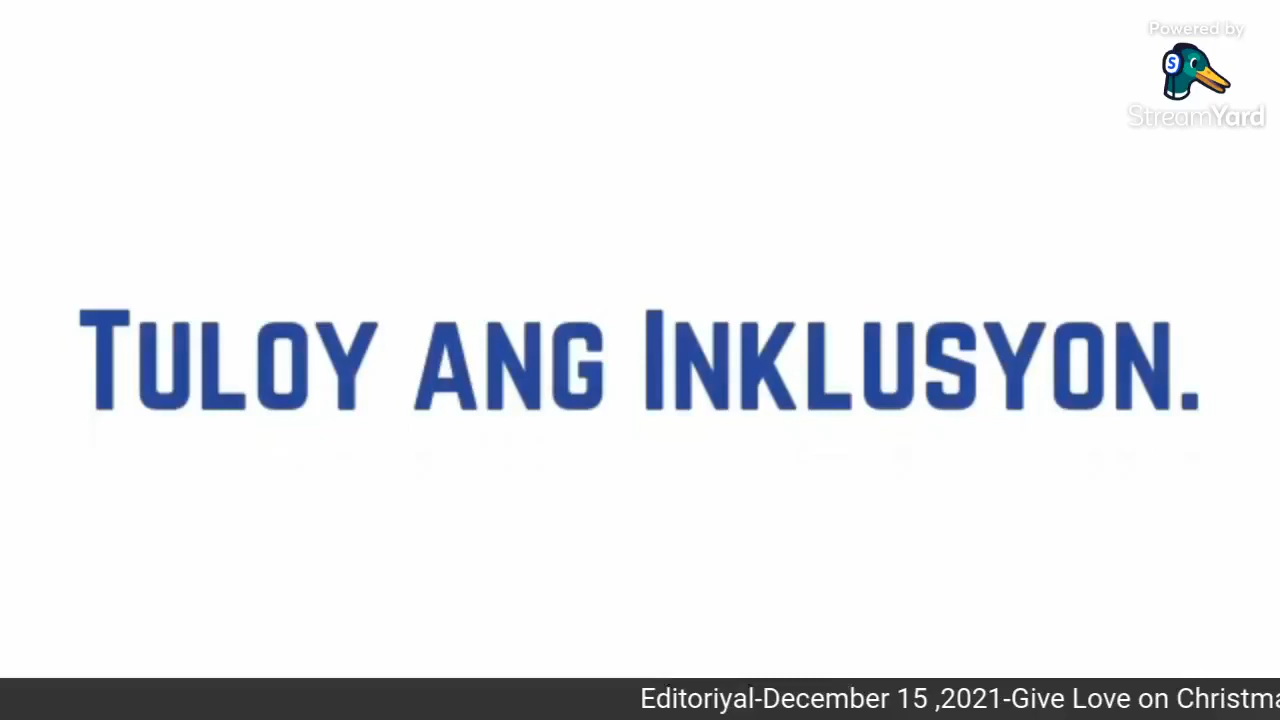 Powered by
StreamYard
TULOY ANG INKLUSYON.
Editoriyal-December 15 ,2021-Give Love on Christma